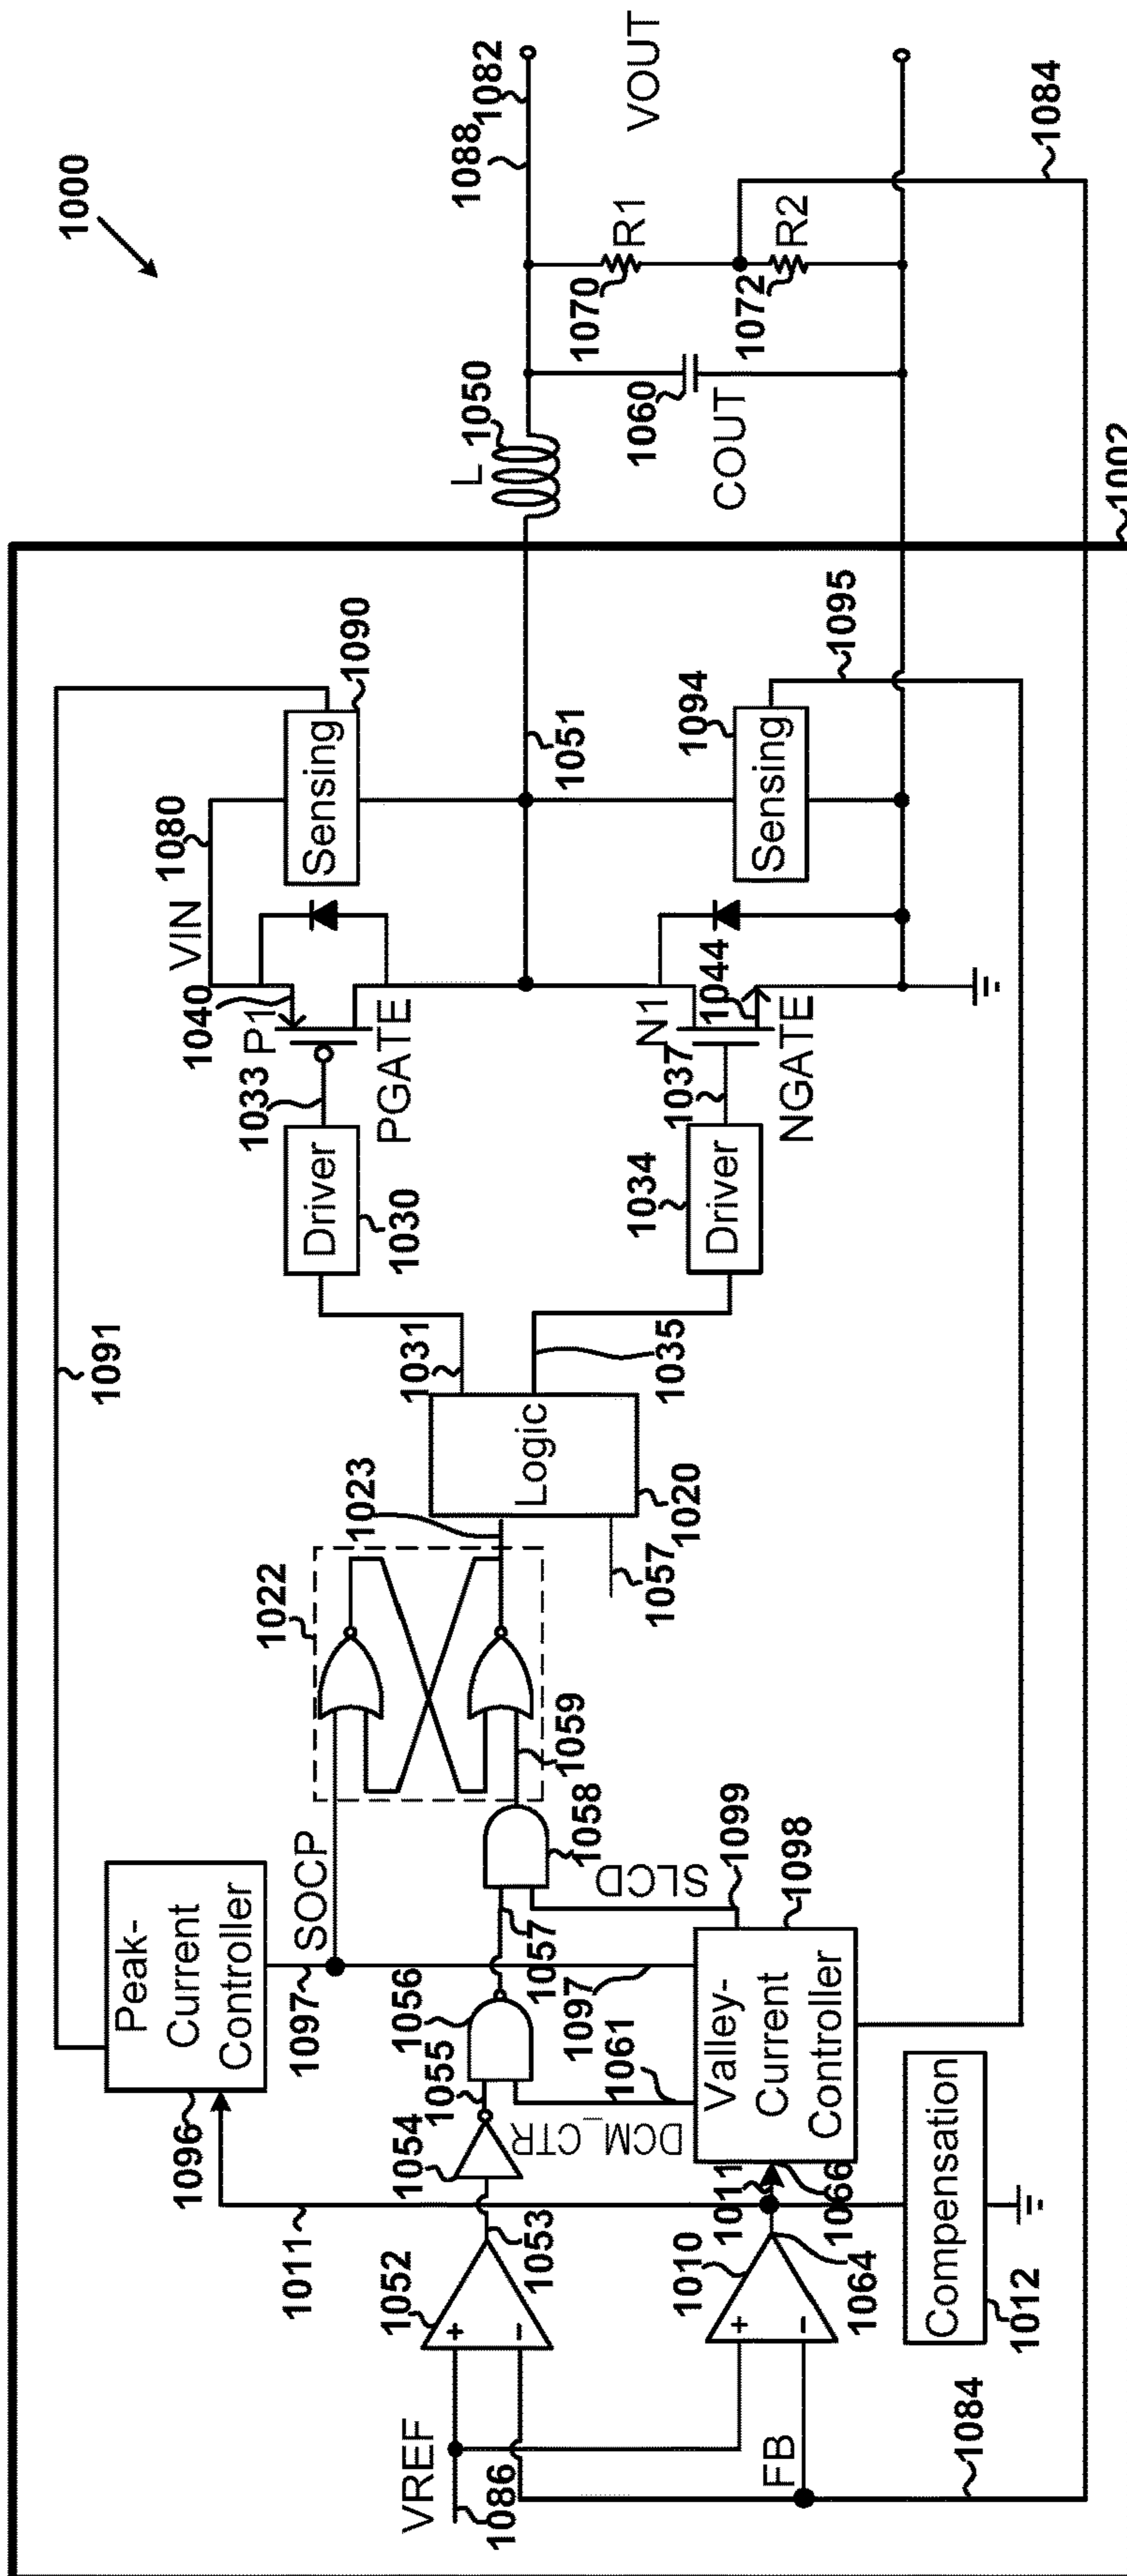 1000
VREF
1086
FB
1084
1052
+
-
1053
1054
1055
1056
1057
1010
+
-
1064
1011
1011
1066
Compensation
1012
DCM_CTR
1061
Peak-
Current
Controller
1096
1097
SOCP
1097
Valley-
Current
Controller
1098
SLCD
1099
1058
1059
1022
1023
1057
Logic
1020
1031
1035
1091
Driver
1030
Driver
1034
1033
PGATE
P1
1040
1037
NGATE
N1
1044
VIN
1080
Sensing
1090
Sensing
1094
1095
1051
1002
L
1050
1060
COUT
1070
R1
1072
R2
1088
1082
VOUT
1084